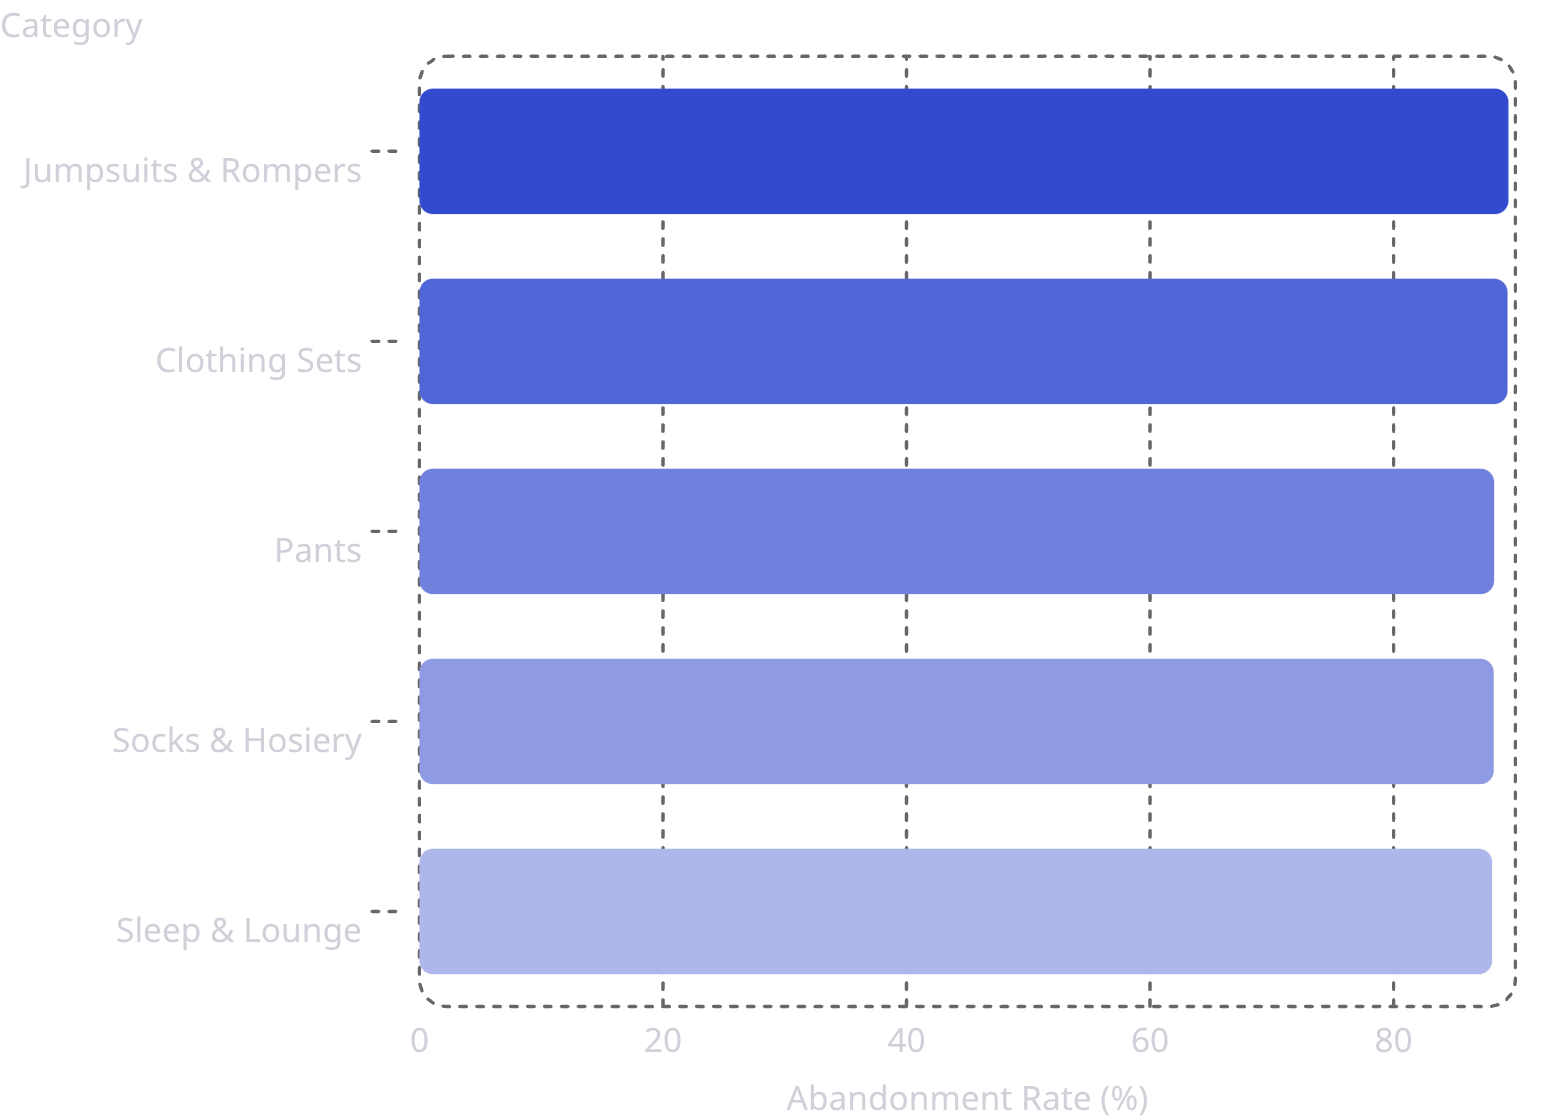 Category
Jumpsuits & Rompers
Clothing Sets
Pants
Socks & Hosiery
Sleep & Lounge
0 20 40 60 80
Abandonment Rate (%)